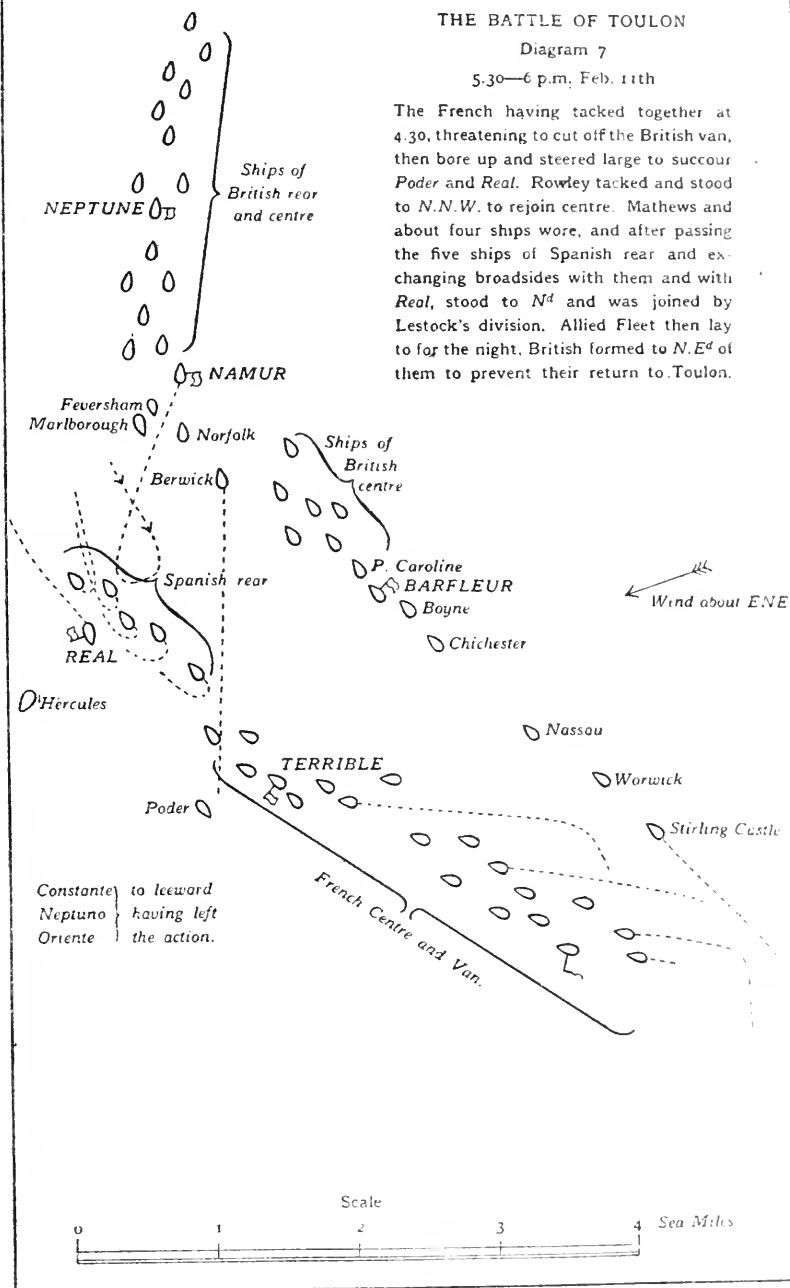 THE BATTLE OF TOULON
Diagram 7
5.30—6 p.m. Feb. 11th
The French having tacked together at
4.30, threatening to cut off the British van,
then bore up and steered large to succour
Poder and Real. Rowley tacked and stood
to N.N.W. to rejoin centre. Mathews and
about four ships wore, and after passing
the five ships of Spanish rear and ex-
changing broadsides with them and with
Real, stood to Nd and was joined by
Lestock's division. Allied Fleet then lay
to for the night, British formed to N.Ed of
them to prevent their return to Toulon.
Ships of
British rear
and centre
NEPTUNE
NAMUR
Feversham
Marlborough
Norfolk
Berwick
Ships of
British
centre
P. Caroline
BARFLEUR
Boyne
Chichester
Wind about ENE
Spanish rear
REAL
Hercules
Nassau
Warwick
Stirling Castle
TERRIBLE
Poder
French Centre and Van.
Constante } to leeward
Neptuno } having left
Oriente } the action.
Scale
0 1 2 3 4 Sea Miles